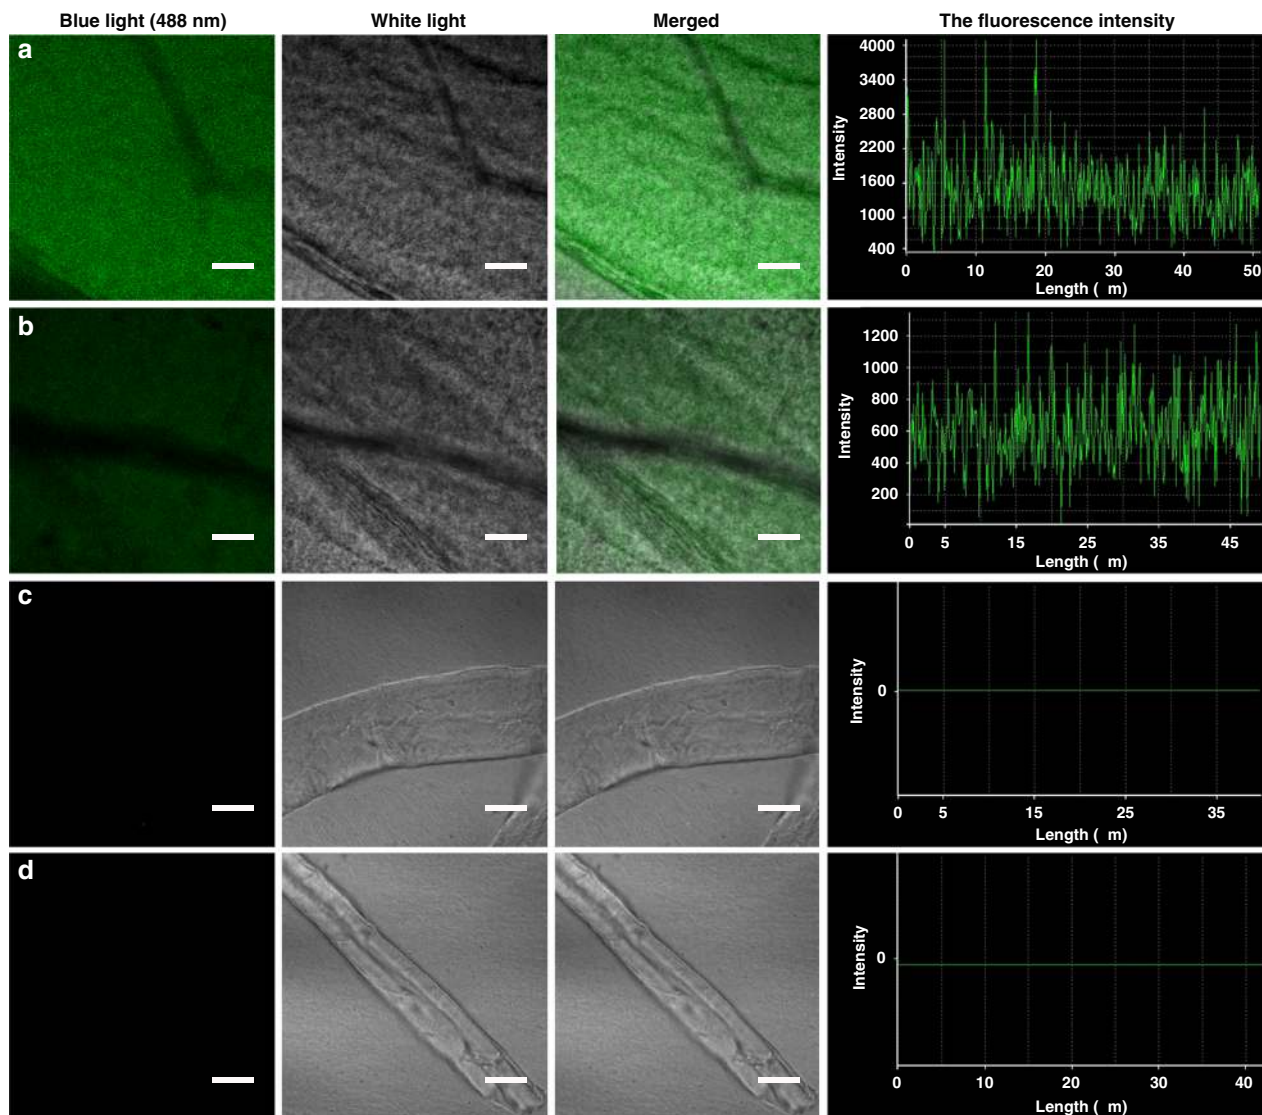 Blue light (488 nm) White light Merged The fluorescence intensity
a
4000
3400
2800
2200
1600
1000
400
Intensity
0 10 20 30 40 50
Length ( m)
b
1200
1000
800
600
400
200
Intensity
0 5 15 25 35 45
Length ( m)
c
0
Intensity
0 5 15 25 35
Length ( m)
d
0
Intensity
0 10 20 30 40
Length ( m)